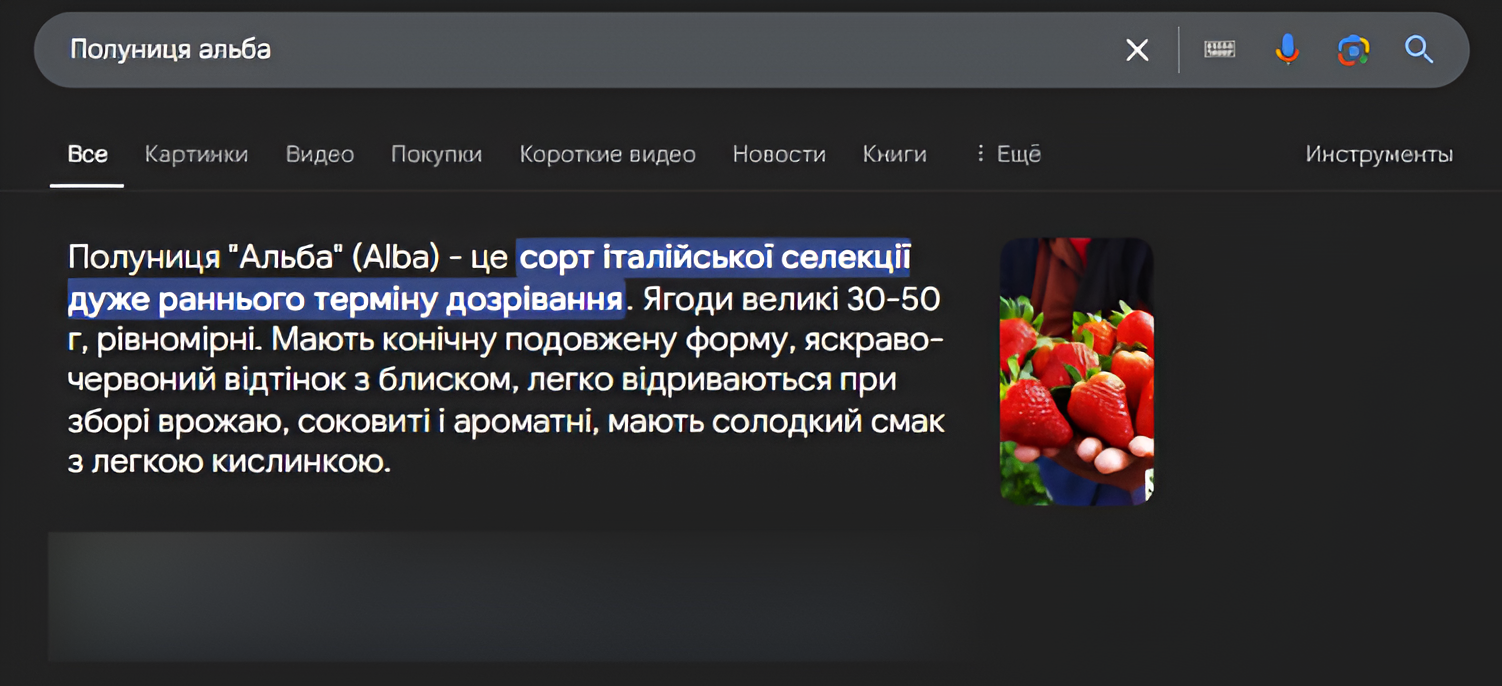 Полуниця альба
Все Картинки Видео Покупки Короткие видео Новости Книги Ещё Инструменты
Полуниця "Альба" (Alba) - це сорт італійської селекції
дуже раннього терміну дозрівання. Ягоди великі 30-50
г, рівномірні. Мають конічну подовжену форму, яскраво-
червоний відтінок з блиском, легко відриваються при
зборі врожаю, соковиті і ароматні, мають солодкий смак
з легкою кислинкою.